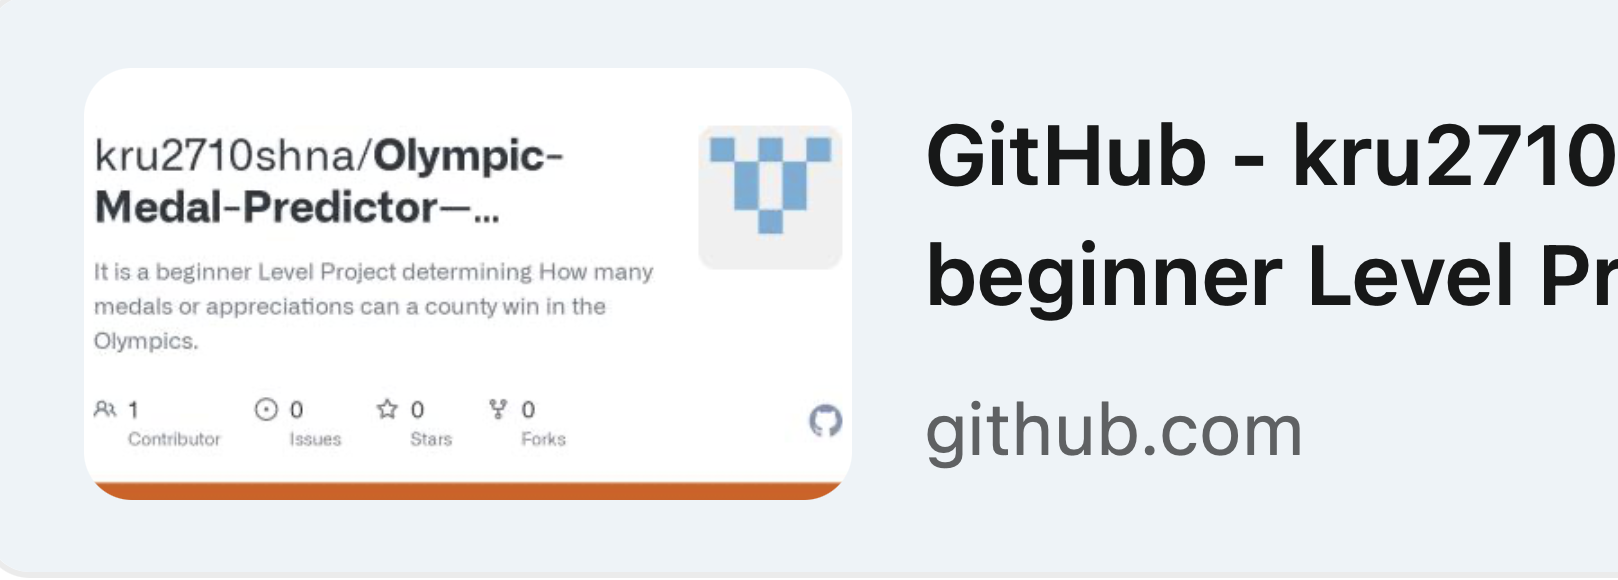 kru2710shna/Olympic-
Medal-Predictor—...
It is a beginner Level Project determining How many
medals or appreciations can a county win in the
Olympics.
1
Contributor
0
Issues
0
Stars
0
Forks
GitHub - kru2710
beginner Level Pr
github.com